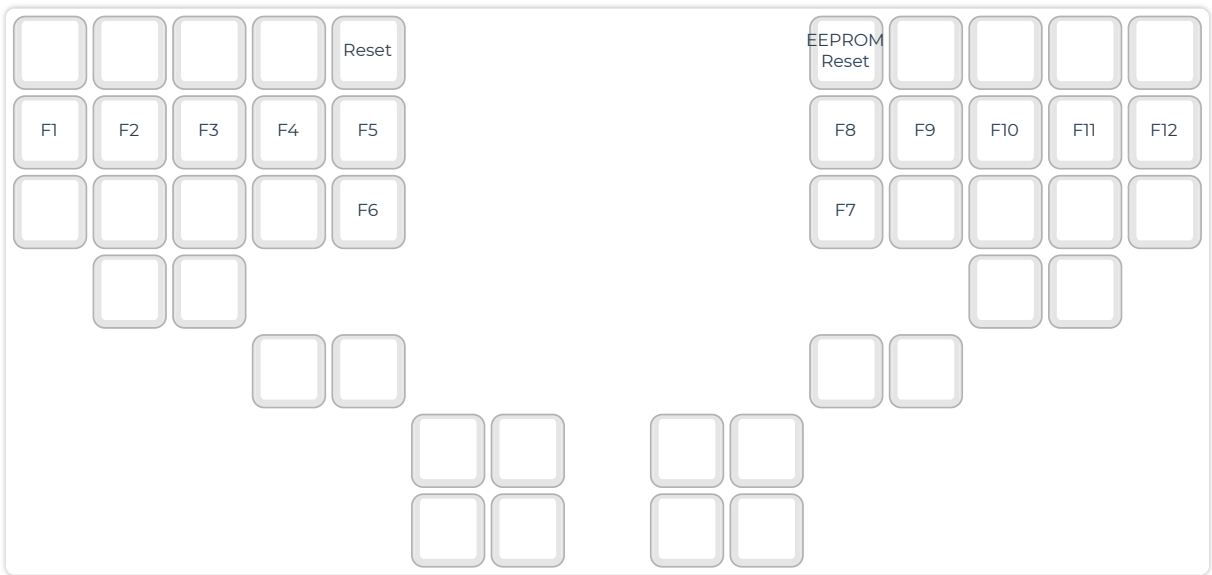 Reset
EEPROM
Reset
F1 F2 F3 F4 F5 F8 F9 F10 F11 F12
F6 F7